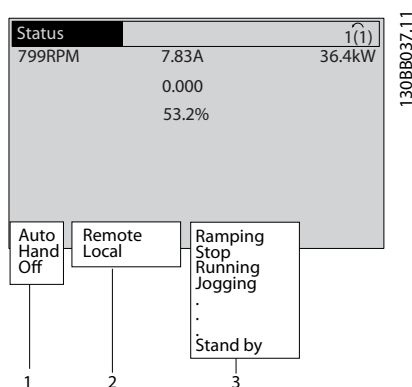 Status 1(1)
799RPM 7.83A 36.4kW
0.000
53.2%
Auto
Hand
Off
Remote
Local
Ramping
Stop
Running
Jogging
.
.
.
Stand by
1 2 3
130BB037.11